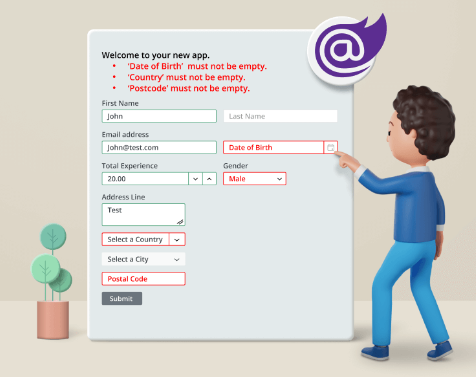 Welcome to your new app.
• 'Date of Birth' must not be empty.
• 'Country' must not be empty.
• 'Postcode' must not be empty.
First Name
John
Last Name
Email address
John@test.com
Date of Birth
Total Experience
Gender
20.00
Male
Address Line
Test
Select a Country
Select a City
Postal Code
Submit
@